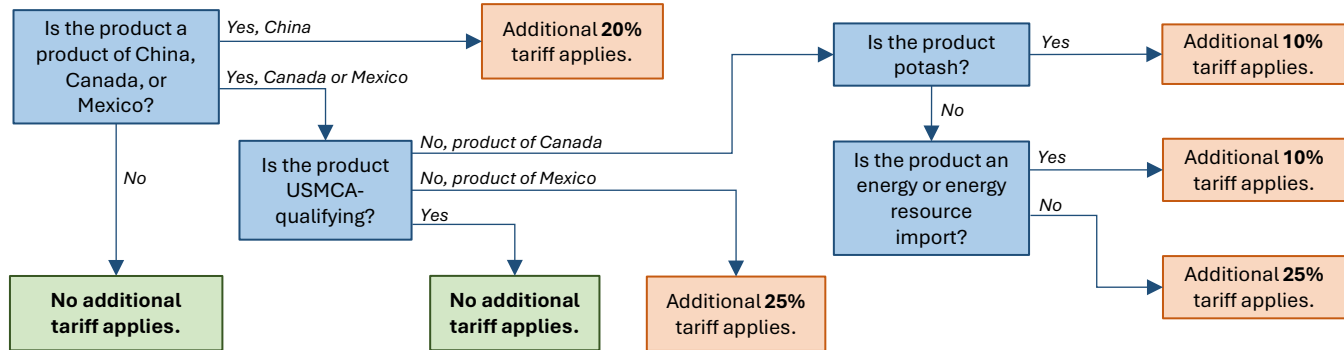 Is the product a
product of China,
Canada, or
Mexico?
Yes, China
Additional 20%
tariff applies.
Yes, Canada or Mexico
No
No additional
tariff applies.
Is the product
USMCA-
qualifying?
No, product of Canada
No, product of Mexico
Yes
No additional
tariff applies.
Additional 25%
tariff applies.
Is the product
potash?
Yes
Additional 10%
tariff applies.
No
Is the product an
energy or energy
resource
import?
Yes
Additional 10%
tariff applies.
No
Additional 25%
tariff applies.